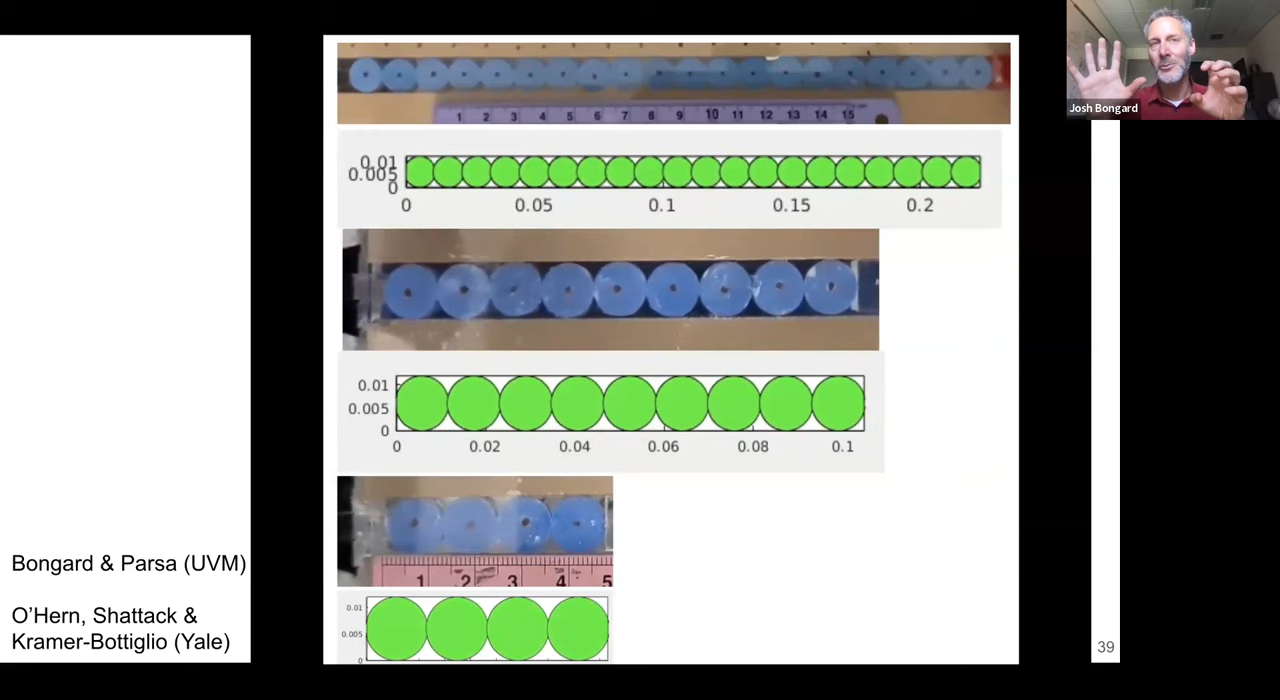 Josh Bongard
1 2 3 4 5 6 7 8 9 10 11 12 13 14 15
0.01
0.005
0
0 0.05 0.1 0.15 0.2
0.01
0.005
0
0 0.02 0.04 0.06 0.08 0.1
1 2 3 4 5
0.01
0.005
0
Bongard & Parsa (UVM)
O'Hern, Shattack &
Kramer-Bottiglio (Yale)
39